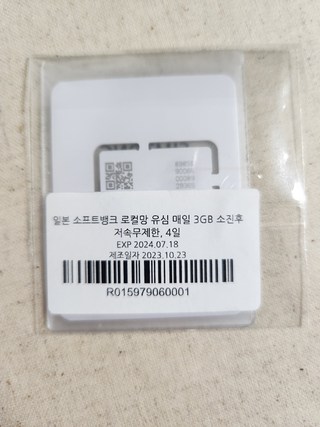 일본 소프트뱅크 로컬망 유심 매일 3GB 소진후
저속무제한, 4일
EXP 2024.07.18
제조일자 2023.10.23
R015979060001